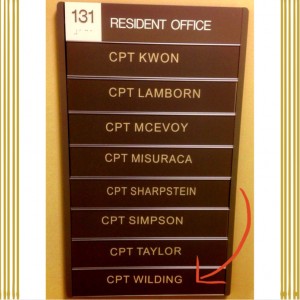 131
RESIDENT OFFICE
CPT KWON
CPT LAMBORN
CPT MCEVOY
CPT MISURACA
CPT SHARPSTEIN
CPT SIMPSON
CPT TAYLOR
CPT WILDING